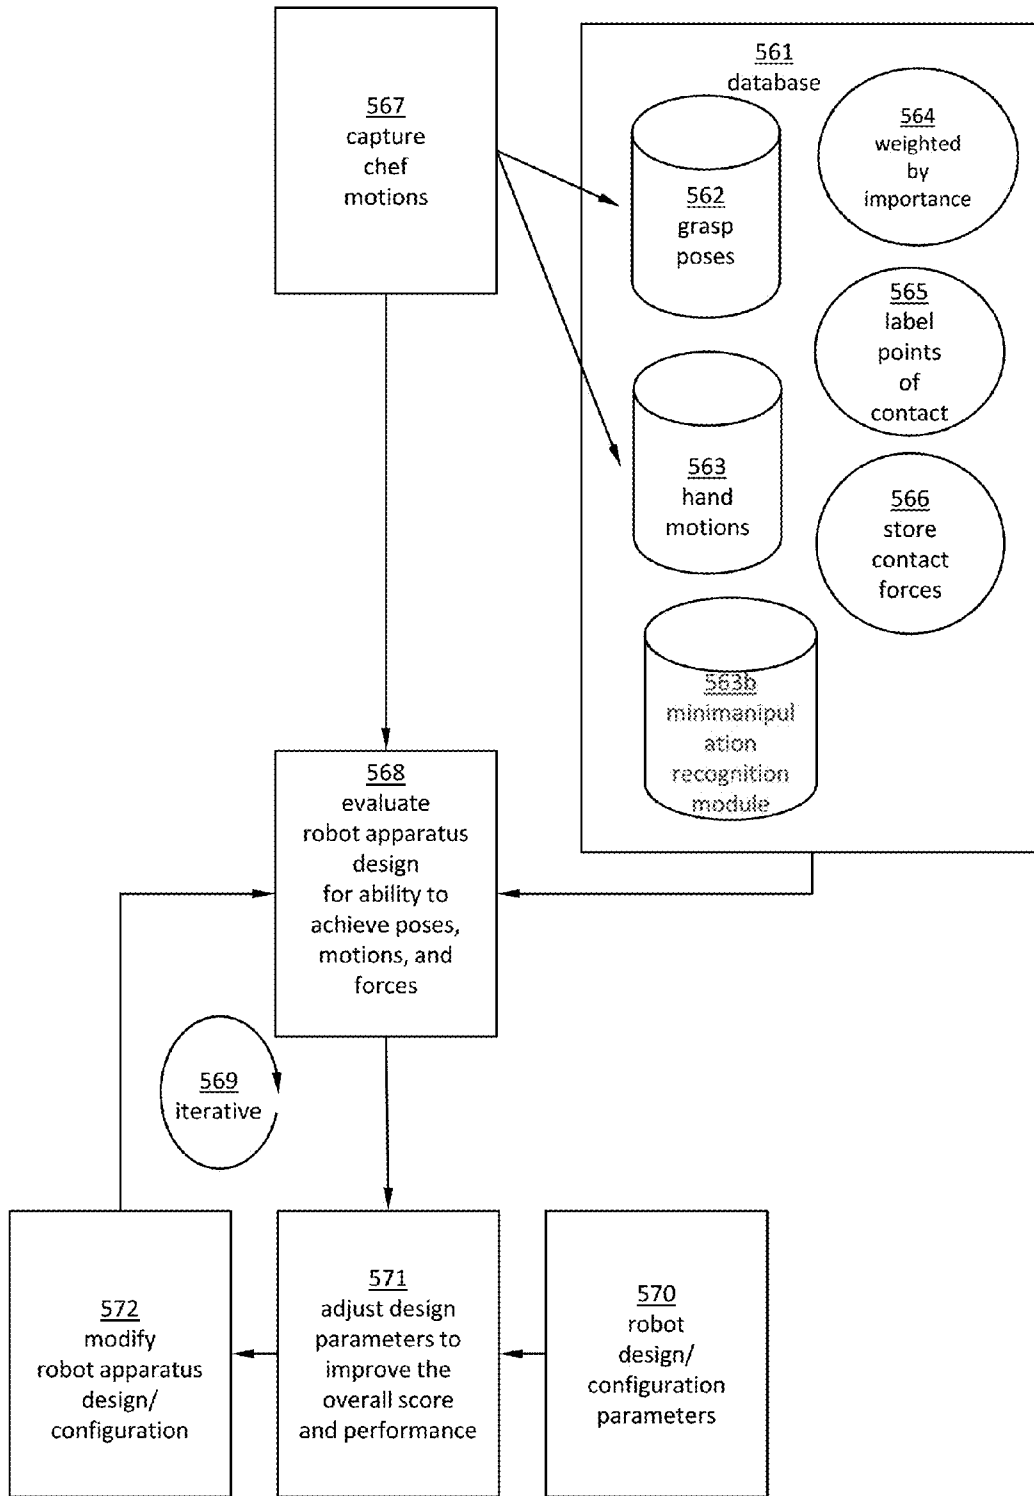 567
capture
chef
motions
561
database
562
grasp
poses
564
weighted
by
importance
565
label
points
of
contact
563
hand
motions
566
store
contact
forces
563b
minimanipul
ation
recognition
module
568
evaluate
robot apparatus
design
for ability to
achieve poses,
motions, and
forces
569
iterative
572
modify
robot apparatus
design/
configuration
571
adjust design
parameters to
improve the
overall score
and performance
570
robot
design/
configuration
parameters